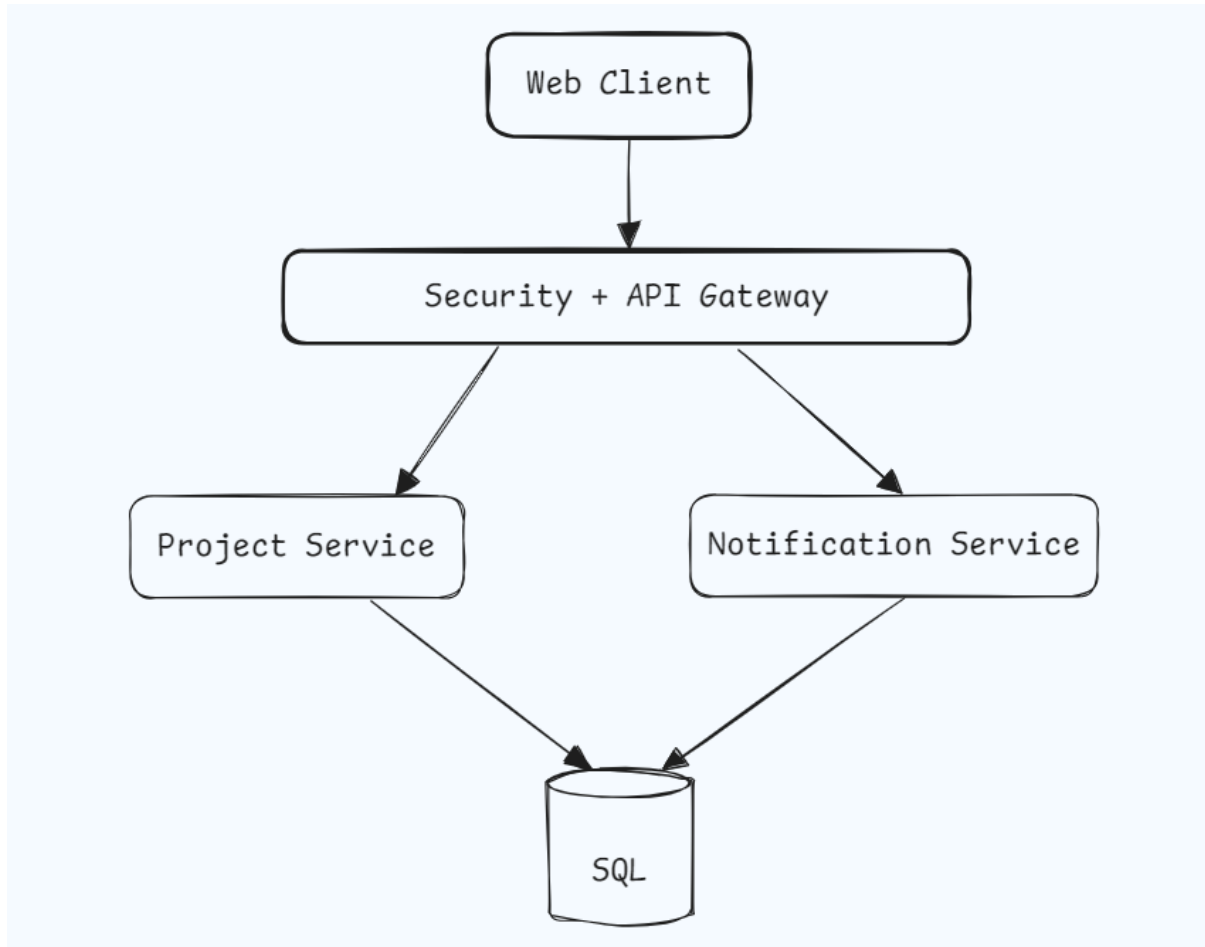 Web Client
Security + API Gateway
Project Service
Notification Service
SQL